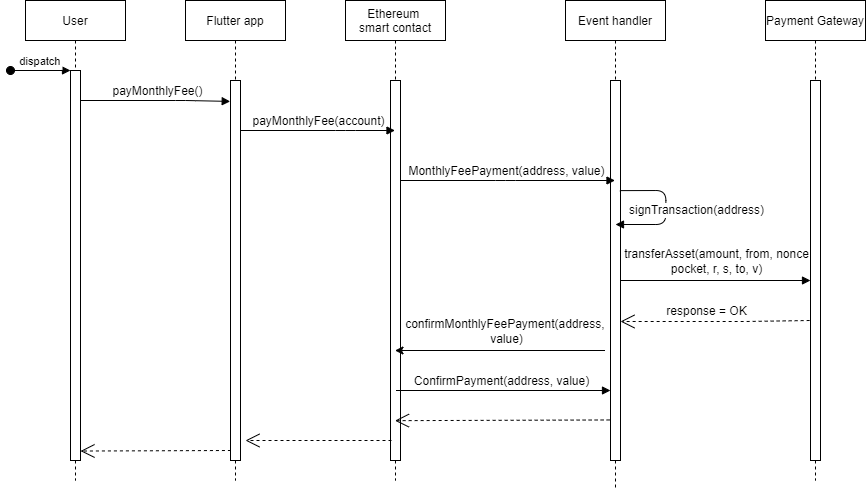 User
Flutter app
Ethereum
smart contact
Event handler
Payment Gateway
dispatch
payMonthlyFee()
payMonthlyFee(account)
MonthlyFeePayment(address, value)
signTransaction(address)
transferAsset(amount, from, nonce
pocket, r, s, to, v)
response = OK
confirmMonthlyFeePayment(address,
value)
ConfirmPayment(address, value)